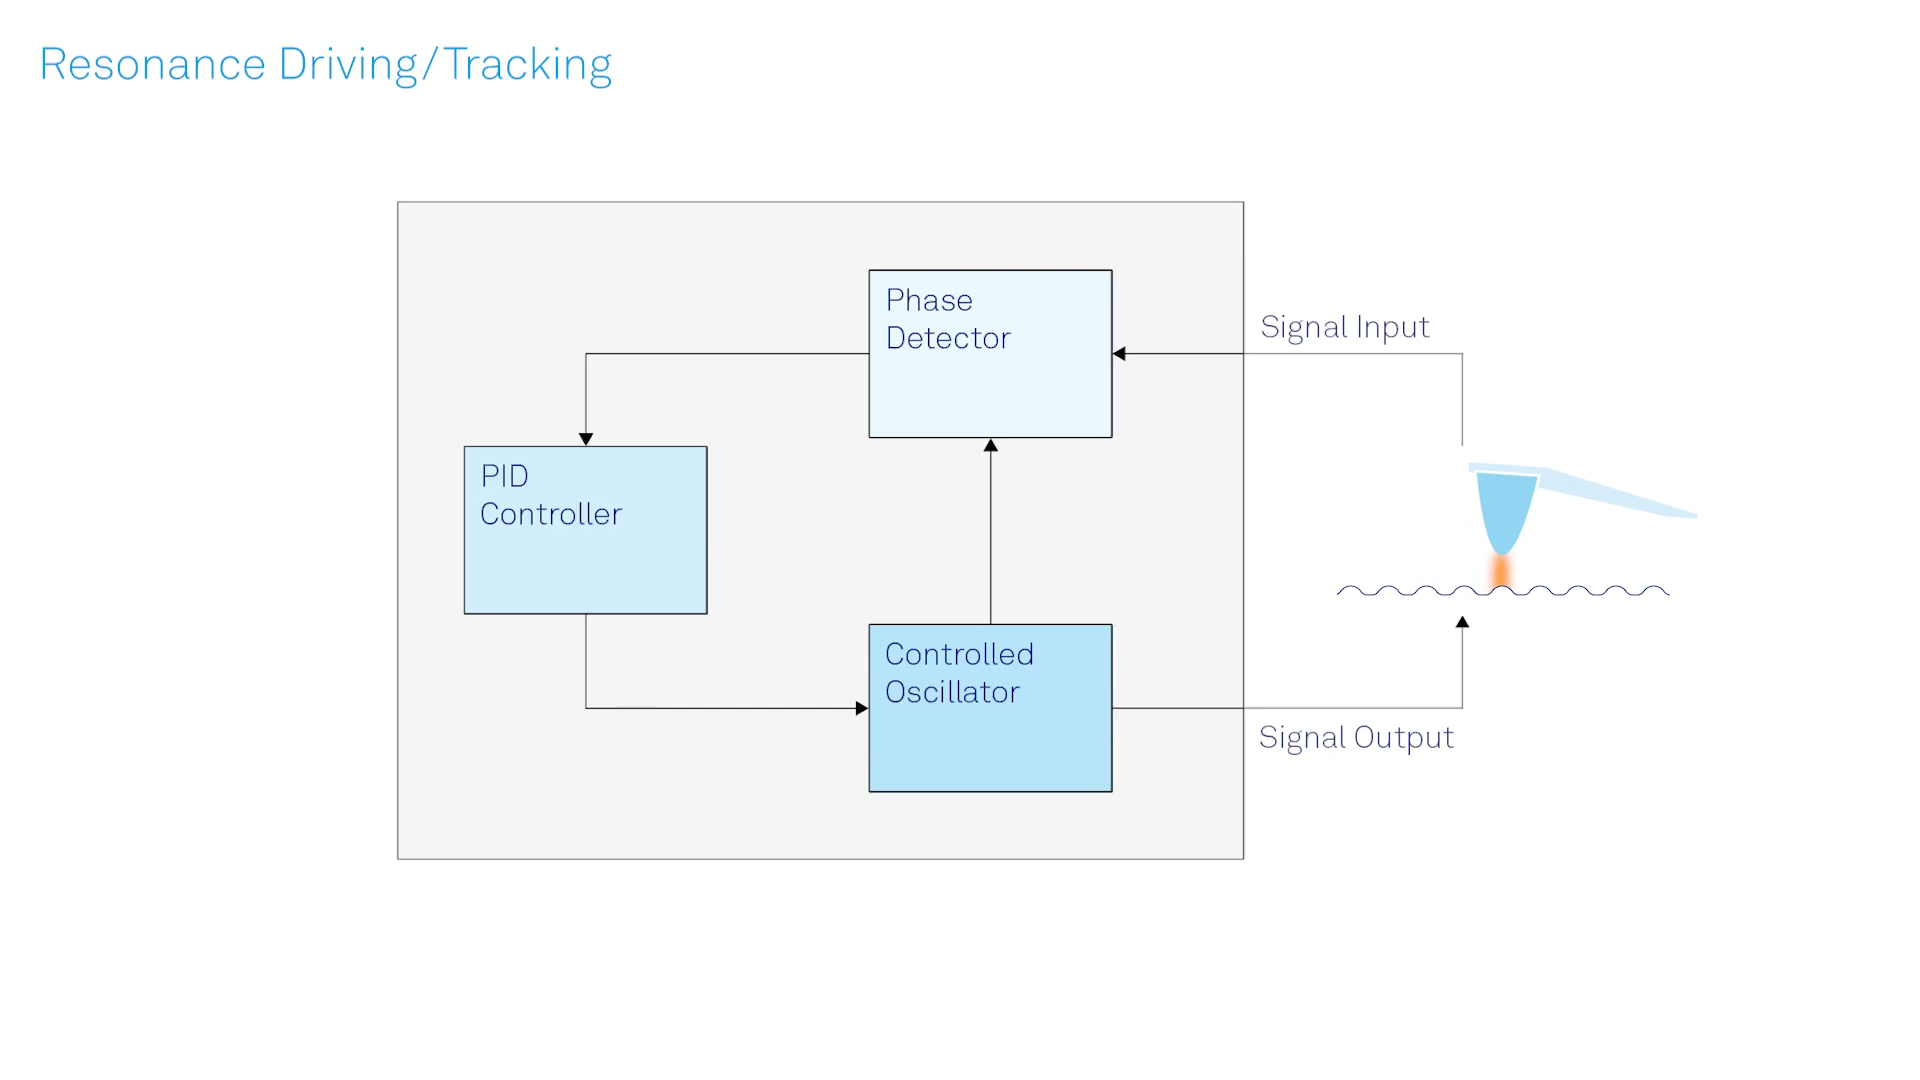 Resonance Driving/Tracking
Phase
Detector
Signal Input
PID
Controller
Controlled
Oscillator
Signal Output